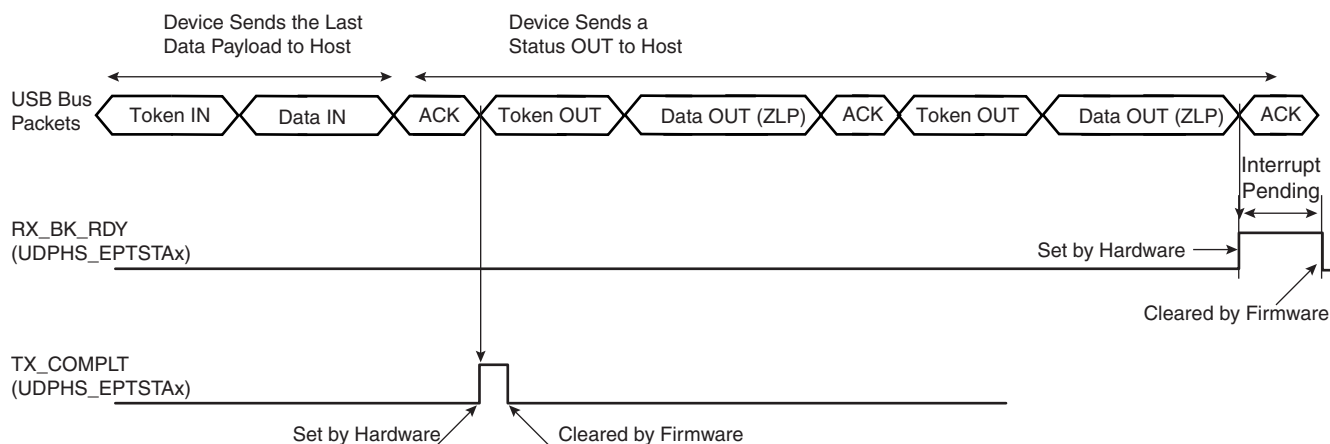 Device Sends the Last
Data Payload to Host
Device Sends a
Status OUT to Host
USB Bus
Packets
Token IN
Data IN
ACK
Token OUT
Data OUT (ZLP)
ACK
Token OUT
Data OUT (ZLP)
ACK
Interrupt
Pending
RX_BK_RDY
(UDPHS_EPTSTAx)
Set by Hardware
Cleared by Firmware
TX_COMPLT
(UDPHS_EPTSTAx)
Set by Hardware
Cleared by Firmware